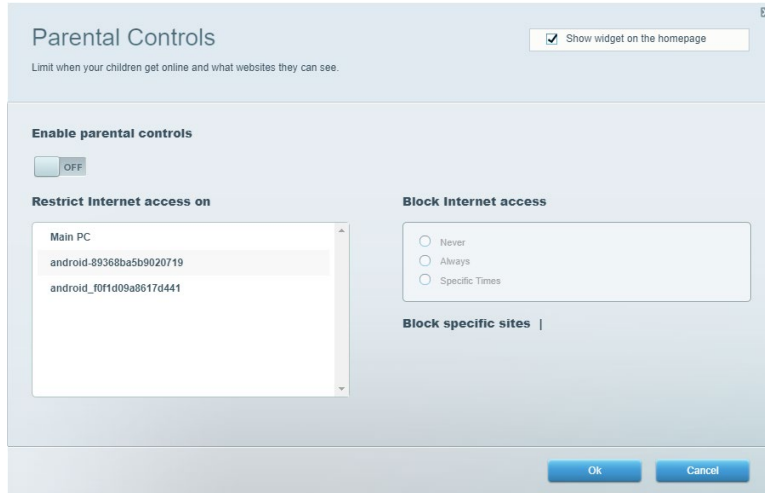 Parental Controls
Show widget on the homepage
Limit when your children get online and what websites they can see.
Enable parental controls
OFF
Restrict Internet access on
Main PC
android-89368ba5b9020719
android_f0f1d09a8617d441
Block Internet access
Never
Always
Specific Times
Block specific sites |
Ok
Cancel